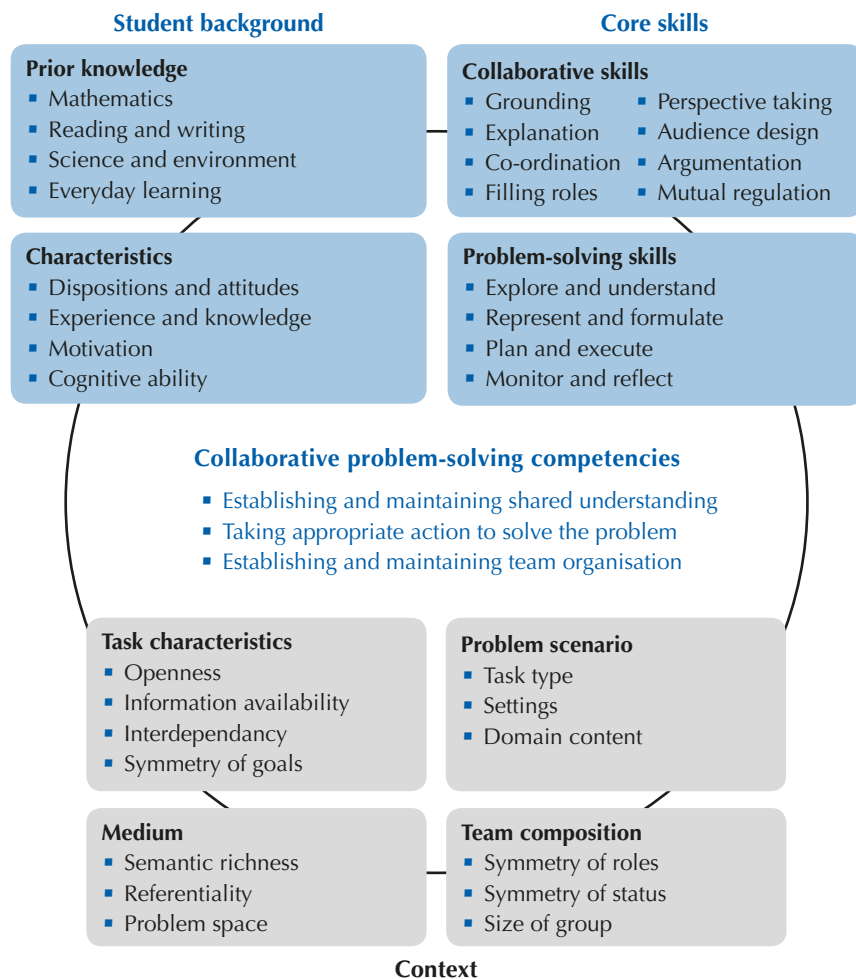 Student background
Prior knowledge
Mathematics
Reading and writing
Science and environment
Everyday learning
Characteristics
Dispositions and attitudes
Experience and knowledge
Motivation
Cognitive ability
Core skills
Collaborative skills
Grounding
Explanation
Co-ordination
Filling roles
Perspective taking
Audience design
Argumentation
Mutual regulation
Problem-solving skills
Explore and understand
Represent and formulate
Plan and execute
Monitor and reflect
Collaborative problem-solving competencies
Establishing and maintaining shared understanding
Taking appropriate action to solve the problem
Establishing and maintaining team organisation
Task characteristics
Openness
Information availability
Interdependancy
Symmetry of goals
Problem scenario
Task type
Settings
Domain content
Medium
Semantic richness
Referentiality
Problem space
Team composition
Symmetry of roles
Symmetry of status
Size of group
Context